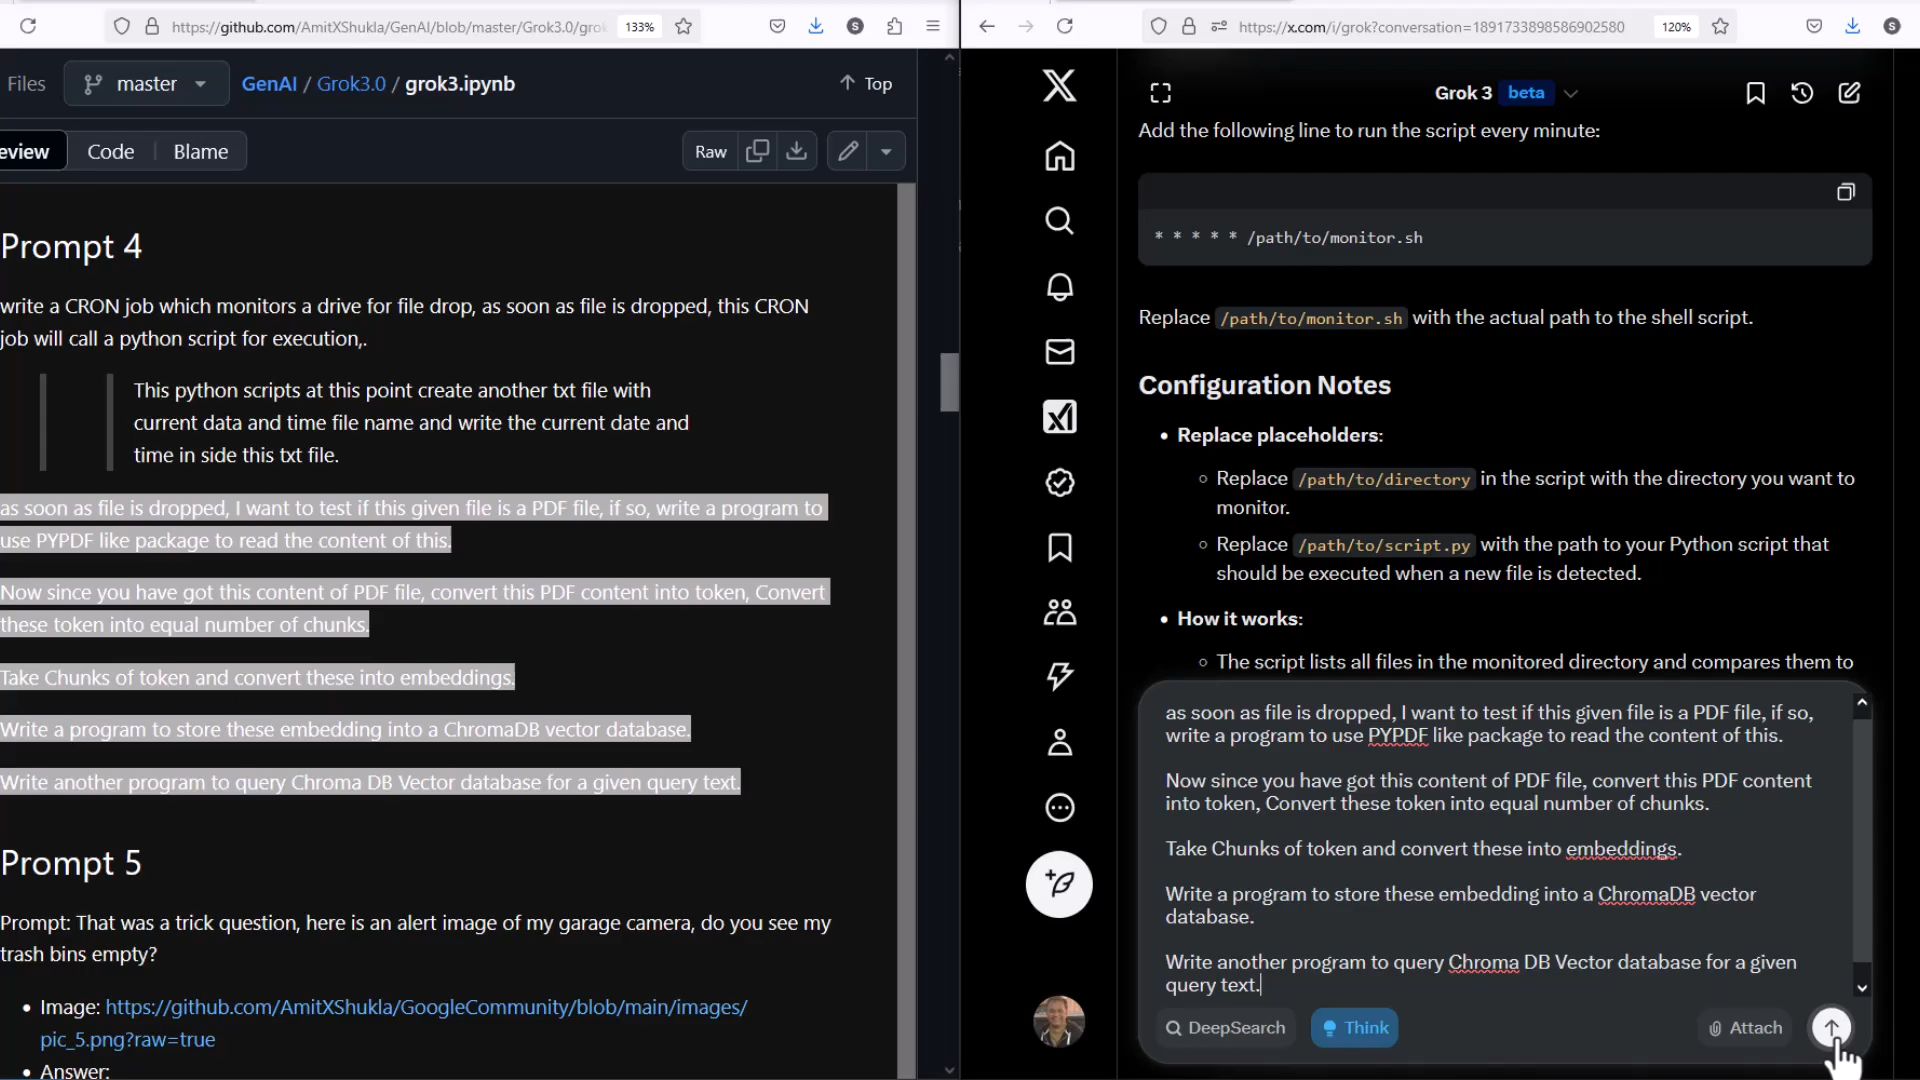 https://github.com/AmitXShukla/GenAI/blob/master/Grok3.0/gro
133%
S
Files
master
GenAI / Grok3.0 / grok3.ipynb
Top
eview
Code
Blame
Raw
Prompt 4
write a CRON job which monitors a drive for file drop, as soon as file is dropped, this CRON
job will call a python script for execution,.
This python scripts at this point create another txt file with
current data and time file name and write the current date and
time in side this txt file.
as soon as file is dropped, I want to test if this given file is a PDF file, if so, write a program to
use PYPDF like package to read the content of this.
Now since you have got this content of PDF file, convert this PDF content into token, Convert
these token into equal number of chunks.
Take Chunks of token and convert these into embeddings.
Write a program to store these embedding into a ChromaDB vector database.
Write another program to query Chroma DB Vector database for a given query text.
Prompt 5
Prompt: That was a trick question, here is an alert image of my garage camera, do you see my
trash bins empty?
• Image: https://github.com/AmitXShukla/GoogleCommunity/blob/main/images/
pic_5.png?raw=true
• Answer:
https://x.com/i/grok?conversation=1891733898586902580
120%
S
Grok 3 beta
Add the following line to run the script every minute:
* * * * * /path/to/monitor.sh
Replace /path/to/monitor.sh with the actual path to the shell script.
Configuration Notes
• Replace placeholders:
○ Replace /path/to/directory in the script with the directory you want to
monitor.
○ Replace /path/to/script.py with the path to your Python script that
should be executed when a new file is detected.
• How it works:
○ The script lists all files in the monitored directory and compares them to
as soon as file is dropped, I want to test if this given file is a PDF file, if so,
write a program to use PYPDF like package to read the content of this.
Now since you have got this content of PDF file, convert this PDF content
into token, Convert these token into equal number of chunks.
Take Chunks of token and convert these into embeddings.
Write a program to store these embedding into a ChromaDB vector
database.
Write another program to query Chroma DB Vector database for a given
query text.
DeepSearch
Think
Attach